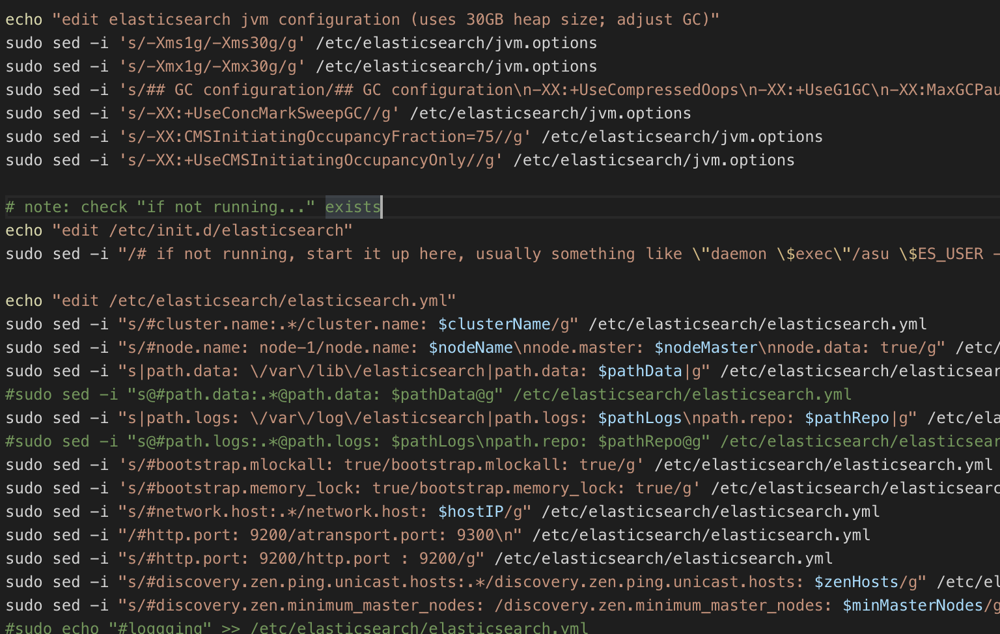 echo "edit elasticsearch jvm configuration (uses 30GB heap size; adjust GC)"
sudo sed -i 's/-Xms1g/-Xms30g/g' /etc/elasticsearch/jvm.options
sudo sed -i 's/-Xmx1g/-Xmx30g/g' /etc/elasticsearch/jvm.options
sudo sed -i 's/## GC configuration/## GC configuration\n-XX:+UseCompressedOops\n-XX:+UseG1GC\n-XX:MaxGCPau
sudo sed -i 's/-XX:+UseConcMarkSweepGC//g' /etc/elasticsearch/jvm.options
sudo sed -i 's/-XX:CMSInitiatingOccupancyFraction=75//g' /etc/elasticsearch/jvm.options
sudo sed -i 's/-XX:+UseCMSInitiatingOccupancyOnly//g' /etc/elasticsearch/jvm.options
# note: check "if not running..." exists
echo "edit /etc/init.d/elasticsearch"
sudo sed -i "/# if not running, start it up here, usually something like \"daemon \$exec\"/asu \$ES_USER -
echo "edit /etc/elasticsearch/elasticsearch.yml"
sudo sed -i "s/#cluster.name:.*/cluster.name: $clusterName/g" /etc/elasticsearch/elasticsearch.yml
sudo sed -i "s/#node.name: node-1/node.name: $nodeName\nnode.master: $nodeMaster\nnode.data: true/g" /etc/
sudo sed -i "s|path.data: \/var\/lib\/elasticsearch|path.data: $pathData|g" /etc/elasticsearch/elasticsear
#sudo sed -i "s@#path.data:.*@path.data: $pathData@g" /etc/elasticsearch/elasticsearch.yml
sudo sed -i "s|path.logs: \/var\/log\/elasticsearch|path.logs: $pathLogs\npath.repo: $pathRepo|g" /etc/ela
#sudo sed -i "s@#path.logs:.*@path.logs: $pathLogs\npath.repo: $pathRepo@g" /etc/elasticsearch/elasticsear
sudo sed -i 's/#bootstrap.mlockall: true/bootstrap.mlockall: true/g' /etc/elasticsearch/elasticsearch.yml
sudo sed -i 's/#bootstrap.memory_lock: true/bootstrap.memory_lock: true/g' /etc/elasticsearch/elasticsearc
sudo sed -i "s/#network.host:.*/network.host: $hostIP/g" /etc/elasticsearch/elasticsearch.yml
sudo sed -i "/#http.port: 9200/atransport.port: 9300\n" /etc/elasticsearch/elasticsearch.yml
sudo sed -i "s/#http.port: 9200/http.port : 9200/g" /etc/elasticsearch/elasticsearch.yml
sudo sed -i "s/#discovery.zen.ping.unicast.hosts:.*/discovery.zen.ping.unicast.hosts: $zenHosts/g" /etc/el
sudo sed -i "s/#discovery.zen.minimum_master_nodes: /discovery.zen.minimum_master_nodes: $minMasterNodes/g
#sudo echo "#loggging" >> /etc/elasticsearch/elasticsearch.yml